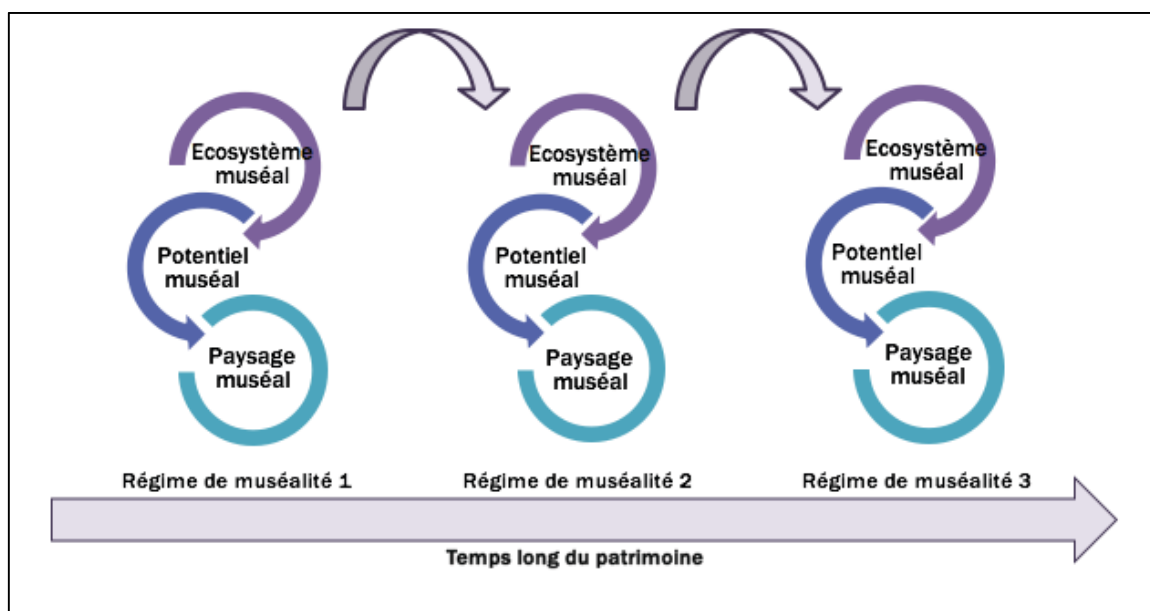 Ecosystème
muséal
Potentiel
muséal
Paysage
muséal
Régime de muséalité 1
Ecosystème
muséal
Potentiel
muséal
Paysage
muséal
Régime de muséalité 2
Ecosystème
muséal
Potentiel
muséal
Paysage
muséal
Régime de muséalité 3
Temps long du patrimoine